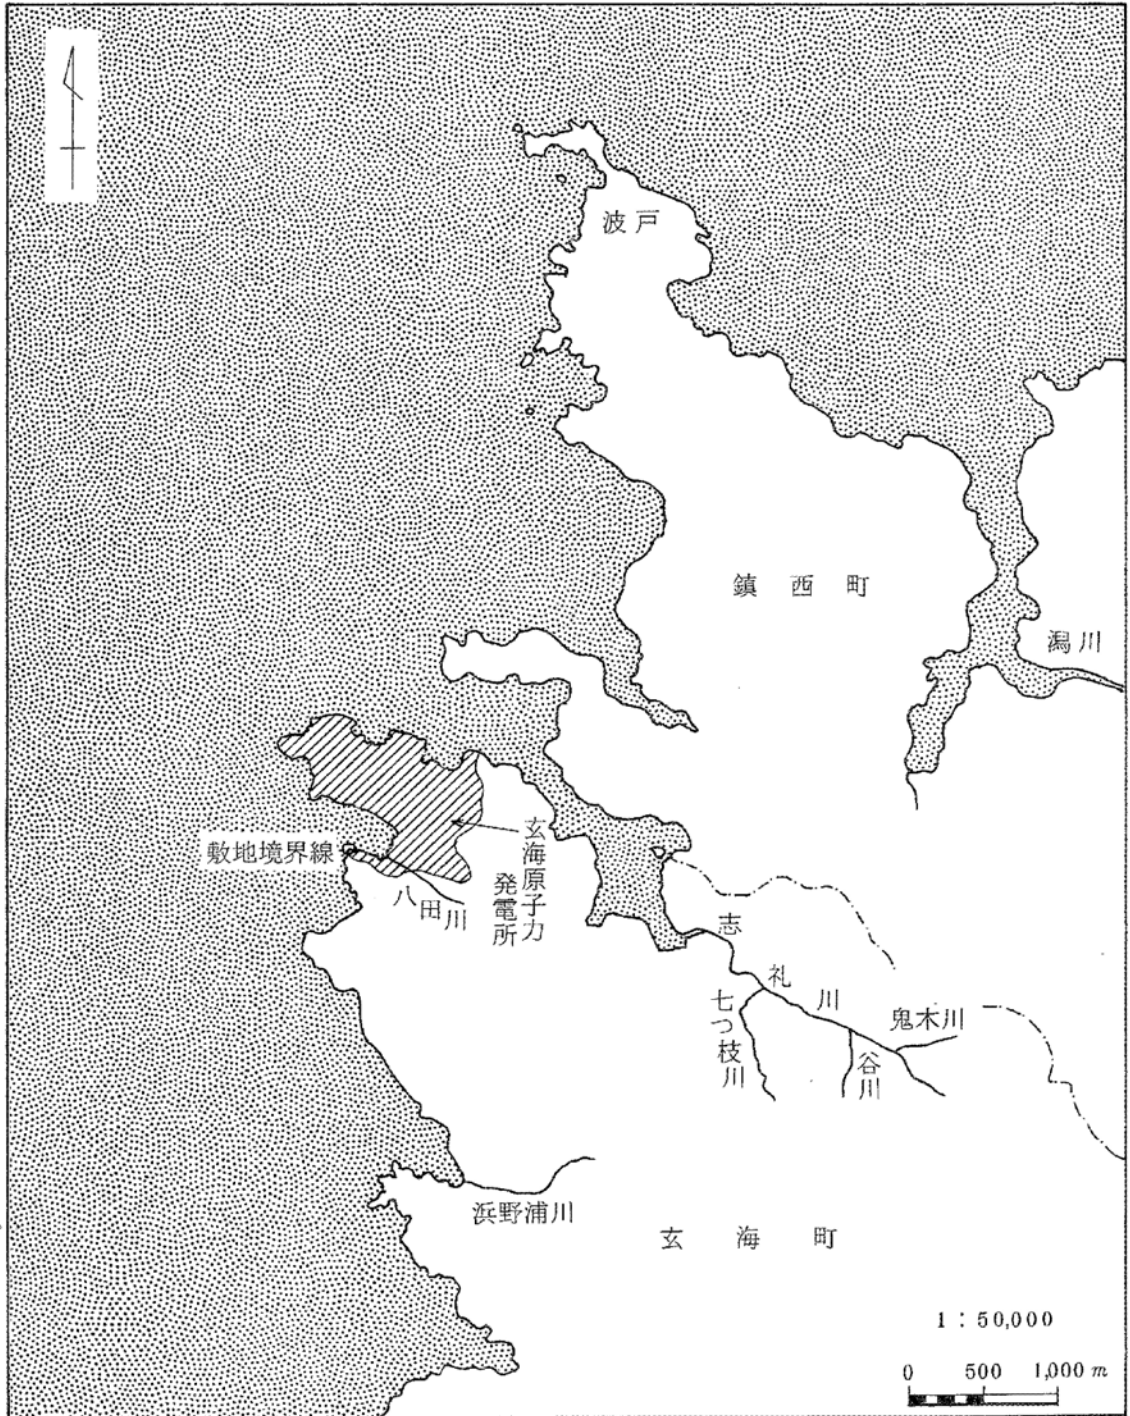 波戸
鎮西町
潟川
敷地境界線
八田川
玄海原子力
発電所
志礼川
七つ枝川
谷川
鬼木川
浜野浦川
玄海町
1：50,000
0 500 1,000 m